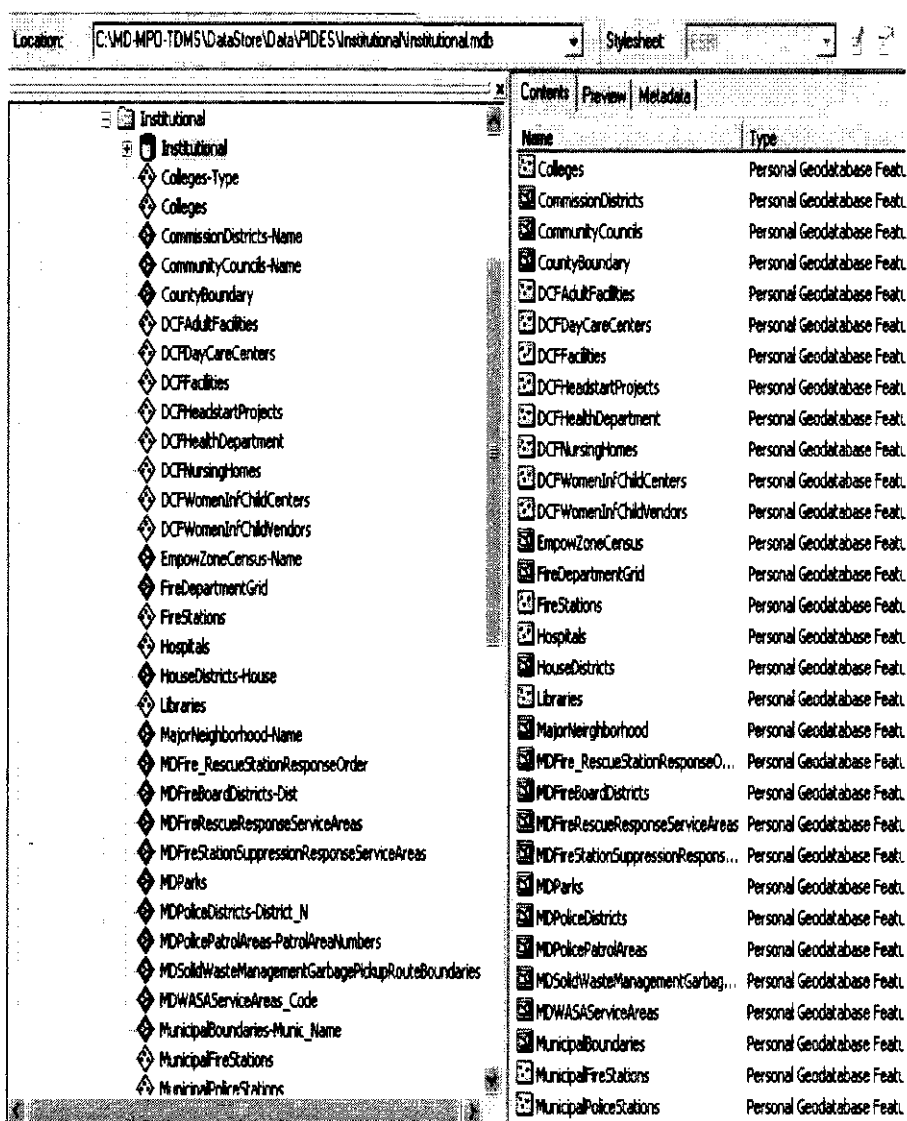 Location: C:\MD-MPO-TDMS\DataStore\Data\PIDES\Institutional\Institutional.mdb Stylesheet: ESRI
Contents Preview Metadata
Institutional
Institutional
Colleges-Type
Colleges
CommissionDistricts-Name
CommunityCouncils-Name
CountyBoundary
DCFAdultFacilities
DCFDayCareCenters
DCFFacilities
DCFHeadstartProjects
DCFHealthDepartment
DCFNursingHomes
DCFWomenInfChildCenters
DCFWomenInfChildVendors
EmpowZoneCensus-Name
FireDepartmentGrid
FireStations
Hospitals
HouseDistricts-House
Libraries
MajorNeighborhood-Name
MDFire_RescueStationResponseOrder
MDFireBoardDistricts-Dist
MDFireRescueResponseServiceAreas
MDFireStationSuppressionResponseServiceAreas
MDParks
MDPoliceDistricts-District_N
MDPolicePatrolAreas-PatrolAreaNumbers
MDSolidWasteManagementGarbagePickupRouteBoundaries
MDWASAServiceAreas_Code
MunicipalBoundaries-Munic_Name
MunicipalFireStations
MunicipalPoliceStations
Name Type
Colleges Personal Geodatabase Featu
CommissionDistricts Personal Geodatabase Featu
CommunityCouncils Personal Geodatabase Featu
CountyBoundary Personal Geodatabase Featu
DCFAdultFacilities Personal Geodatabase Featu
DCFDayCareCenters Personal Geodatabase Featu
DCFFacilities Personal Geodatabase Featu
DCFHeadstartProjects Personal Geodatabase Featu
DCFHealthDepartment Personal Geodatabase Featu
DCFNursingHomes Personal Geodatabase Featu
DCFWomenInfChildCenters Personal Geodatabase Featu
DCFWomenInfChildVendors Personal Geodatabase Featu
EmpowZoneCensus Personal Geodatabase Featu
FireDepartmentGrid Personal Geodatabase Featu
FireStations Personal Geodatabase Featu
Hospitals Personal Geodatabase Featu
HouseDistricts Personal Geodatabase Featu
Libraries Personal Geodatabase Featu
MajorNeirghborhood Personal Geodatabase Featu
MDFire_RescueStationResponseO... Personal Geodatabase Featu
MDFireBoardDistricts Personal Geodatabase Featu
MDFireRescueResponseServiceAreas Personal Geodatabase Featu
MDFireStationSuppressionRespons... Personal Geodatabase Featu
MDParks Personal Geodatabase Featu
MDPoliceDistricts Personal Geodatabase Featu
MDPolicePatrolAreas Personal Geodatabase Featu
MDSolidWasteManagementGarbag... Personal Geodatabase Featu
MDWASAServiceAreas Personal Geodatabase Featu
MunicipalBoundaries Personal Geodatabase Featu
MunicipalFireStations Personal Geodatabase Featu
MunicipalPoliceStations Personal Geodatabase Featu